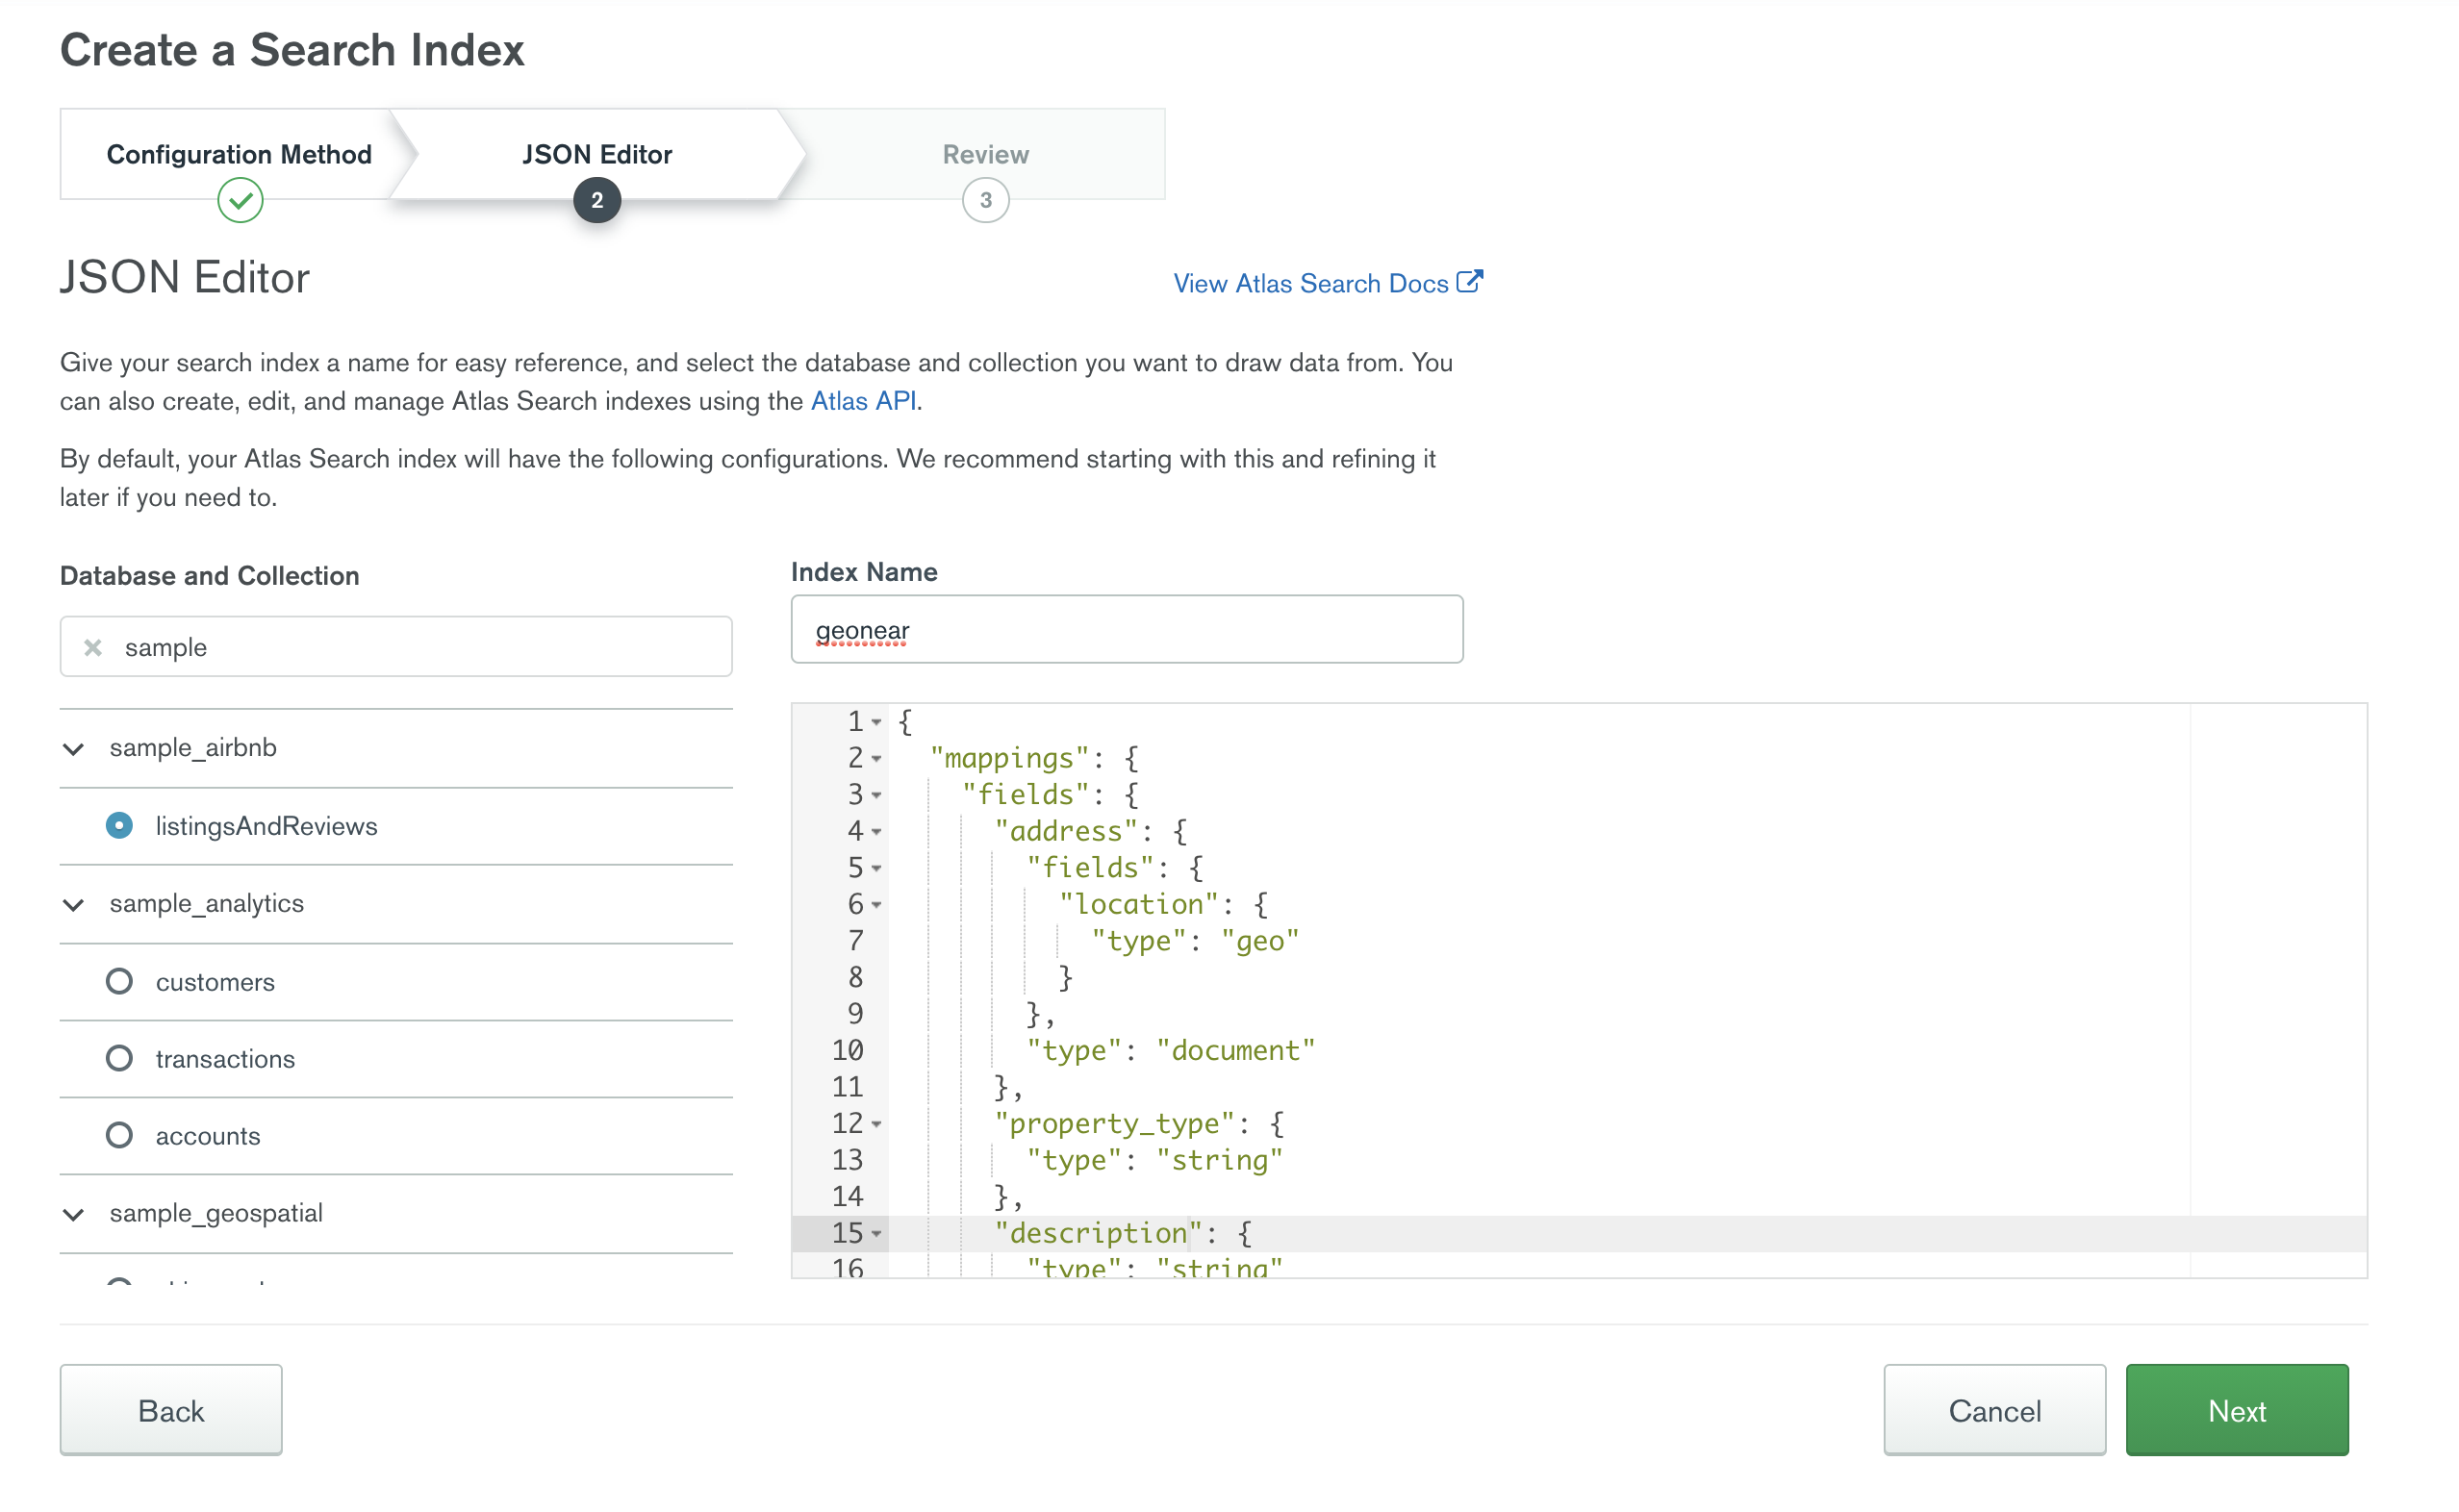 Create a Search Index
Configuration Method
JSON Editor
Review
2
3
JSON Editor
View Atlas Search Docs
Give your search index a name for easy reference, and select the database and collection you want to draw data from. You
can also create, edit, and manage Atlas Search indexes using the Atlas API.
By default, your Atlas Search index will have the following configurations. We recommend starting with this and refining it
later if you need to.
Database and Collection
sample
sample_airbnb
listingsAndReviews
sample_analytics
customers
transactions
accounts
sample_geospatial
Index Name
geonear
1 {
2 "mappings": {
3 "fields": {
4 "address": {
5 "fields": {
6 "location": {
7 "type": "geo"
8 }
9 },
10 "type": "document"
11 },
12 "property_type": {
13 "type": "string"
14 },
15 "description": {
16 "type": "string"
Back
Cancel
Next